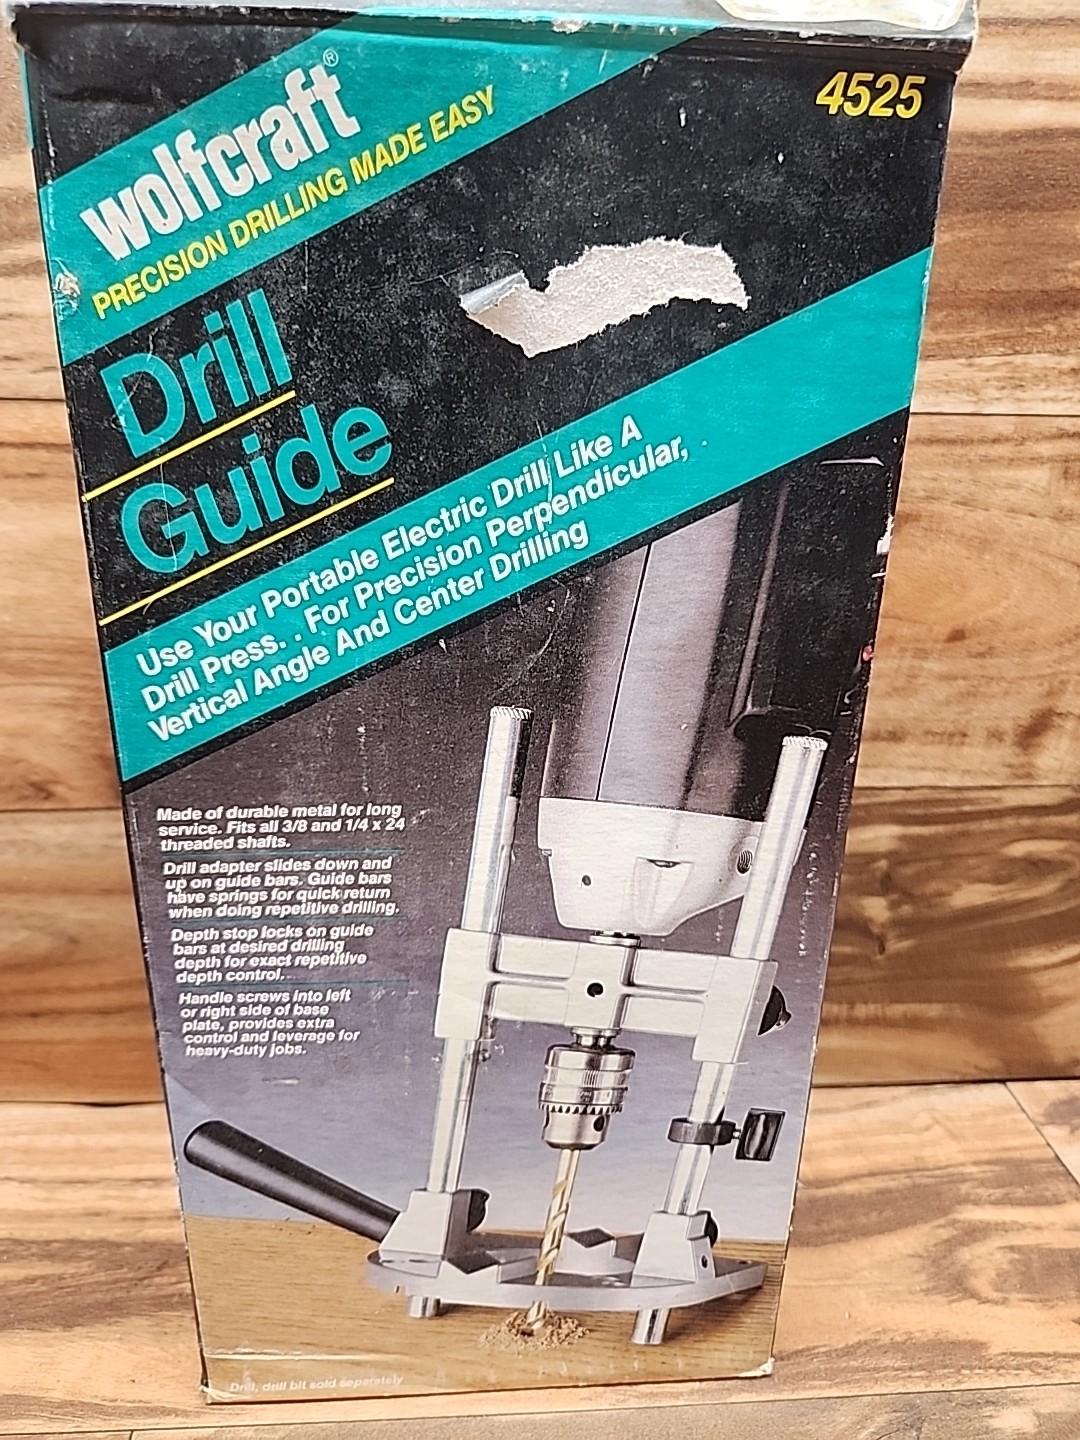 wolfcraft®
PRECISION DRILLING MADE EASY
4525
Drill
Guide
Use Your Portable Electric Drill Like A
Drill Press. . For Precision Perpendicular,
Vertical Angle And Center Drilling
Made of durable metal for long
service. Fits all 3/8 and 1/4 x 24
threaded shafts.
Drill adapter slides down and
up on guide bars. Guide bars
have springs for quick return
when doing repetitive drilling.
Depth stop locks on guide
bars at desired drilling
depth for exact repetitive
depth control.
Handle screws into left
or right side of base
plate, provides extra
control and leverage for
heavy-duty jobs.
Drill, drill bit sold separately